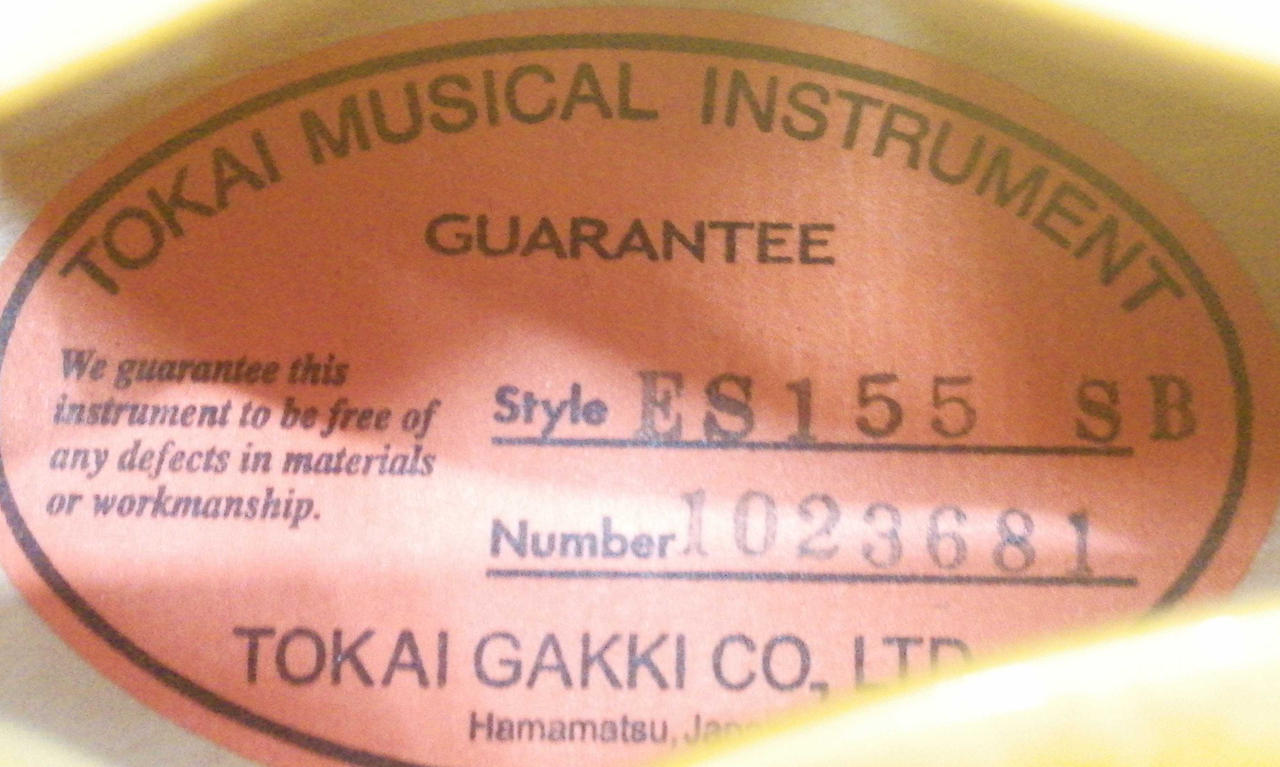 TOKAI MUSICAL INSTRUMENT
GUARANTEE
We guarantee this
instrument to be free of
any defects in materials
or workmanship.
Style ES155 SB
Number 1023681
TOKAI GAKKI CO., LTD
Hamamatsu,